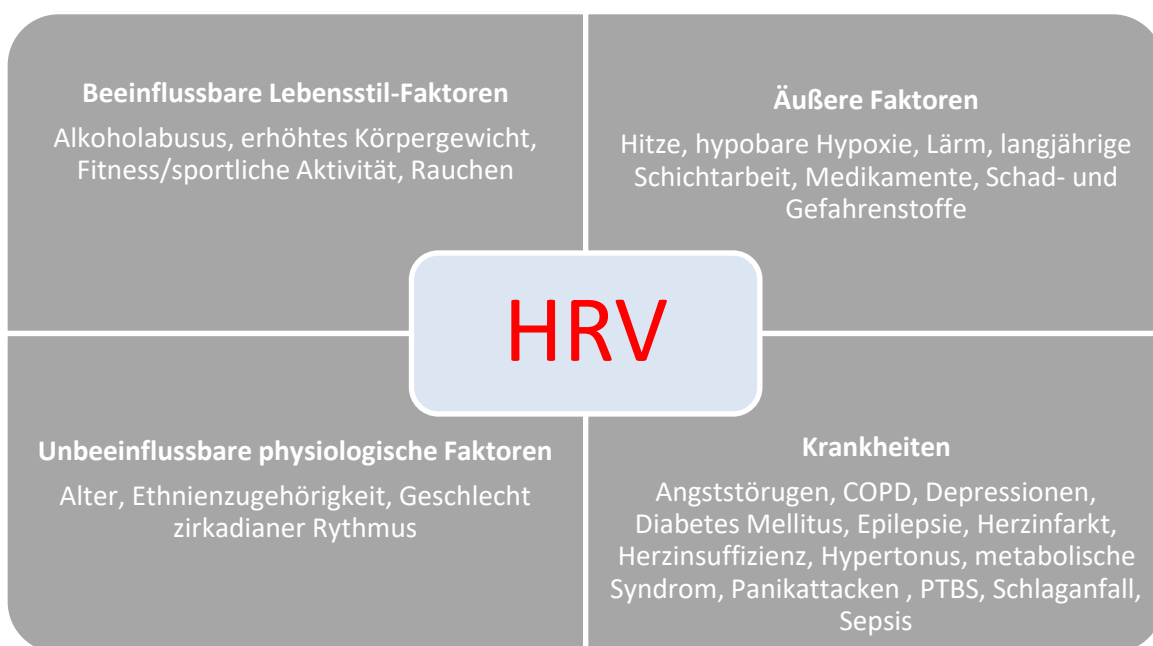 Beeinflussbare Lebensstil-Faktoren
Alkoholabusus, erhöhtes Körpergewicht,
Fitness/sportliche Aktivität, Rauchen
Äußere Faktoren
Hitze, hypobare Hypoxie, Lärm, langjährige
Schichtarbeit, Medikamente, Schad- und
Gefahrenstoffe
HRV
Unbeeinflussbare physiologische Faktoren
Alter, Ethnienzugehörigkeit, Geschlecht
zirkadianer Rythmus
Krankheiten
Angststörugen, COPD, Depressionen,
Diabetes Mellitus, Epilepsie, Herzinfarkt,
Herzinsuffizienz, Hypertonus, metabolische
Syndrom, Panikattacken , PTBS, Schlaganfall,
Sepsis